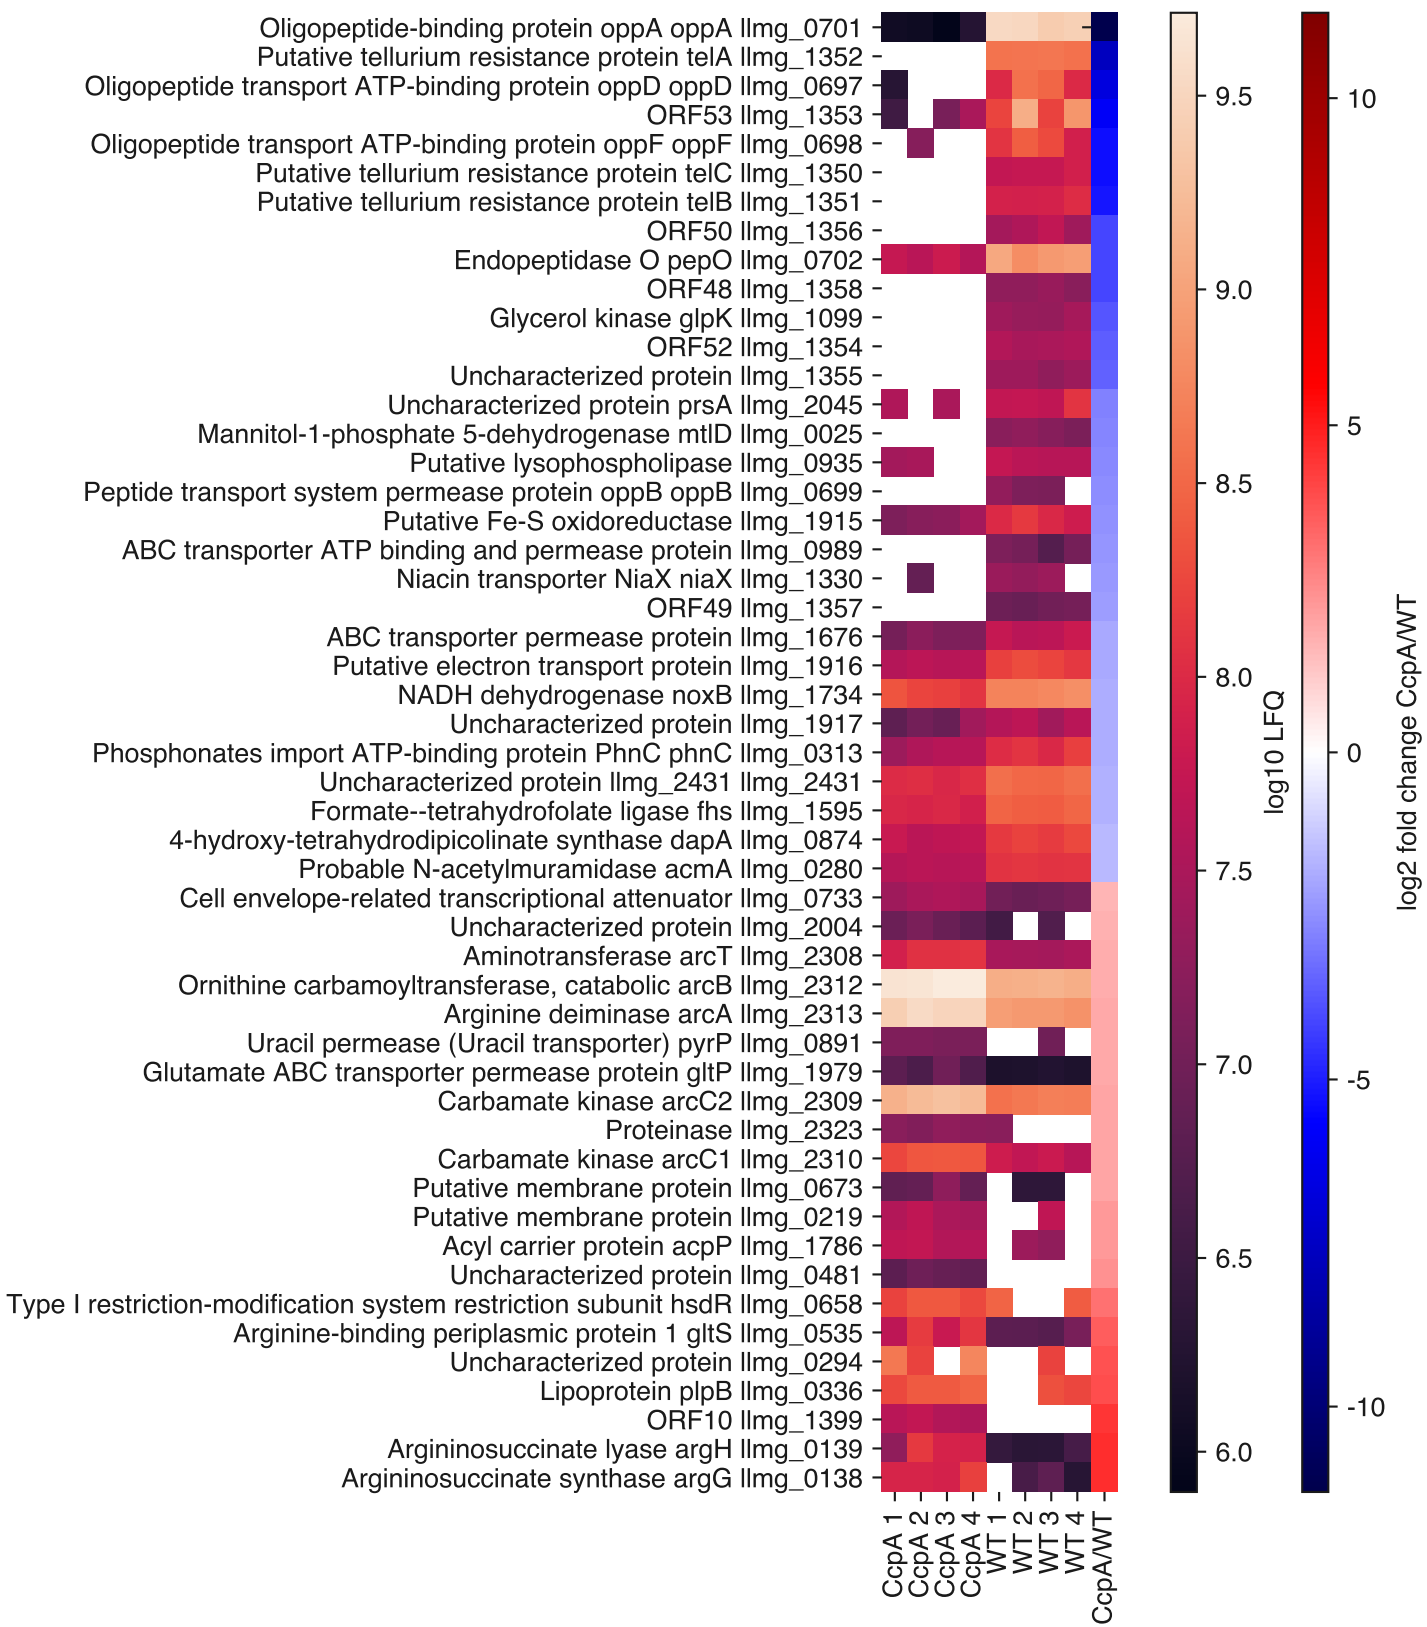 Oligopeptide-binding protein oppA oppA llmg_0701
Putative tellurium resistance protein telA llmg_1352
Oligopeptide transport ATP-binding protein oppD oppD llmg_0697
ORF53 llmg_1353
Oligopeptide transport ATP-binding protein oppF oppF llmg_0698
Putative tellurium resistance protein telC llmg_1350
Putative tellurium resistance protein telB llmg_1351
ORF50 llmg_1356
Endopeptidase O pepO llmg_0702
ORF48 llmg_1358
Glycerol kinase glpK llmg_1099
ORF52 llmg_1354
Uncharacterized protein llmg_1355
Uncharacterized protein prsA llmg_2045
Mannitol-1-phosphate 5-dehydrogenase mtlD llmg_0025
Putative lysophospholipase llmg_0935
Peptide transport system permease protein oppB oppB llmg_0699
Putative Fe-S oxidoreductase llmg_1915
ABC transporter ATP binding and permease protein llmg_0989
Niacin transporter NiaX niaX llmg_1330
ORF49 llmg_1357
ABC transporter permease protein llmg_1676
Putative electron transport protein llmg_1916
NADH dehydrogenase noxB llmg_1734
Uncharacterized protein llmg_1917
Phosphonates import ATP-binding protein PhnC phnC llmg_0313
Uncharacterized protein llmg_2431 llmg_2431
Formate--tetrahydrofolate ligase fhs llmg_1595
4-hydroxy-tetrahydrodipicolinate synthase dapA llmg_0874
Probable N-acetylmuramidase acmA llmg_0280
Cell envelope-related transcriptional attenuator llmg_0733
Uncharacterized protein llmg_2004
Aminotransferase arcT llmg_2308
Ornithine carbamoyltransferase, catabolic arcB llmg_2312
Arginine deiminase arcA llmg_2313
Uracil permease (Uracil transporter) pyrP llmg_0891
Glutamate ABC transporter permease protein gltP llmg_1979
Carbamate kinase arcC2 llmg_2309
Proteinase llmg_2323
Carbamate kinase arcC1 llmg_2310
Putative membrane protein llmg_0673
Putative membrane protein llmg_0219
Acyl carrier protein acpP llmg_1786
Uncharacterized protein llmg_0481
Type I restriction-modification system restriction subunit hsdR llmg_0658
Arginine-binding periplasmic protein 1 gltS llmg_0535
Uncharacterized protein llmg_0294
Lipoprotein plpB llmg_0336
ORF10 llmg_1399
Argininosuccinate lyase argH llmg_0139
Argininosuccinate synthase argG llmg_0138
CcpA 1
CcpA 2
CcpA 3
CcpA 4
WT 1
WT 2
WT 3
WT 4
CcpA/WT
9.5
9.0
8.5
8.0
7.5
7.0
6.5
6.0
log10 LFQ
10
5
0
-5
-10
log2 fold change CcpA/WT